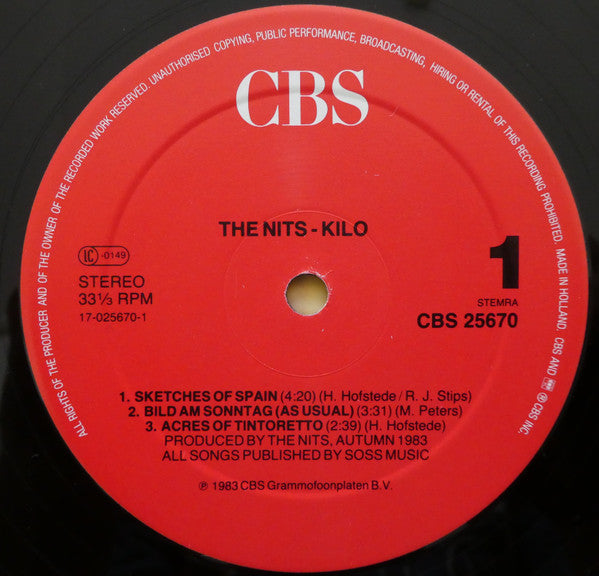 ALL RIGHTS OF THE PRODUCER AND OF THE OWNER OF THE RECORDED WORK RESERVED. UNAUTHORISED COPYING, PUBLIC PERFORMANCE, BROADCASTING, HIRING OR RENTAL OF THIS RECORDING PROHIBITED. MADE IN HOLLAND. CBS AND ® CBS INC.
CBS
THE NITS - KILO
LC -0149
1
STEREO
33⅓ RPM
17-025670-1
STEMRA
CBS 25670
1. SKETCHES OF SPAIN (4:20) (H. Hofstede / R. J. Stips)
2. BILD AM SONNTAG (AS USUAL) (3:31) (M. Peters)
3. ACRES OF TINTORETTO (2:39) (H. Hofstede)
PRODUCED BY THE NITS, AUTUMN 1983
ALL SONGS PUBLISHED BY SOSS MUSIC
℗ 1983 CBS Grammofoonplaten B.V.